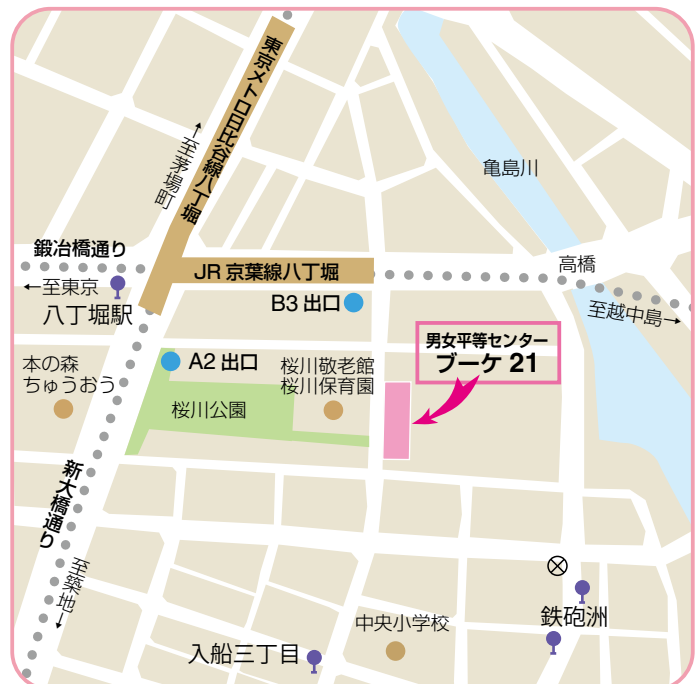 東京メトロ日比谷線八丁堀
←至茅場町
亀島川
鍛冶橋通り
JR京葉線八丁堀
高橋
←至東京
八丁堀駅
B3 出口
至越中島→
男女平等センター
ブーケ 21
A2 出口
本の森
ちゅうおう
桜川敬老館
桜川保育園
桜川公園
新大橋通り
至築地→
鉄砲洲
中央小学校
入船三丁目